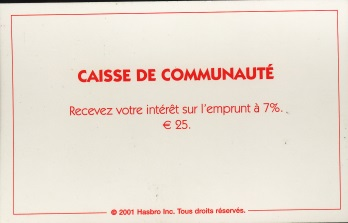 CAISSE DE COMMUNAUTÉ
Recevez votre intérêt sur l'emprunt à 7%.
€ 25.
© 2001 Hasbro Inc. Tous droits réservés.